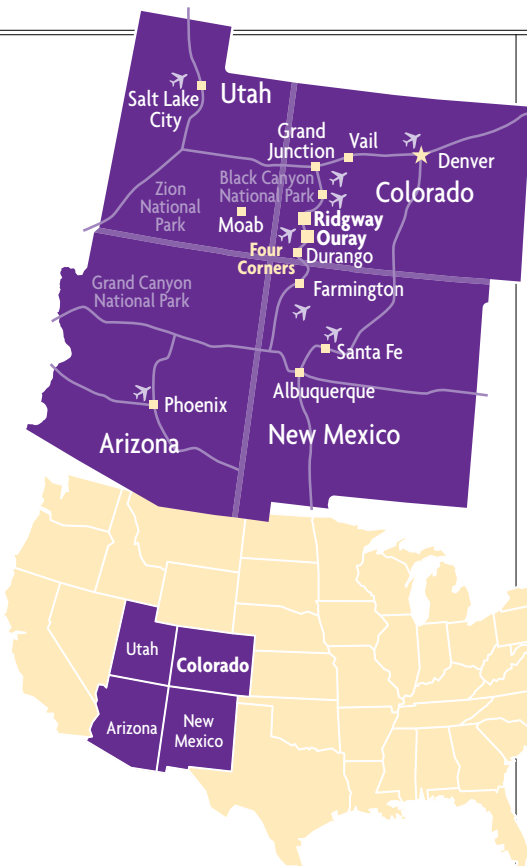 Utah
Salt Lake
City
Grand
Junction
Vail
Denver
Colorado
Black Canyon
National Park
Zion
National
Park
Moab
Ridgway
Ouray
Four
Corners
Durango
Grand Canyon
National Park
Farmington
Santa Fe
Albuquerque
Phoenix
Arizona
New Mexico
Utah
Colorado
Arizona
New
Mexico